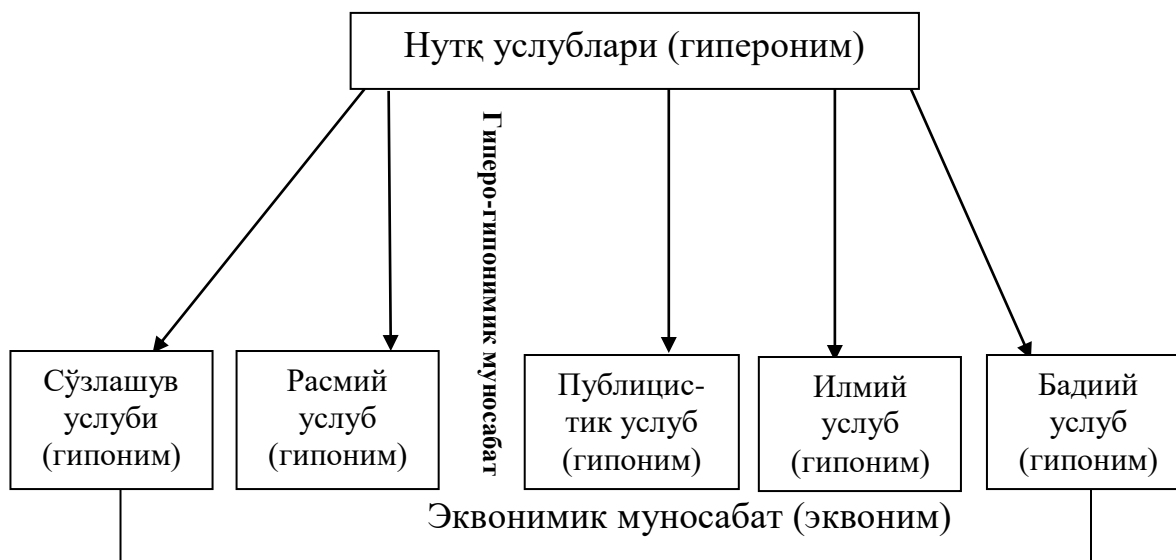 Нутқ услублари (гипероним)
Гиперо-гипонимик муносабат
Сўзлашув
услуби
(гипоним)
Расмий
услуб
(гипоним)
Публицис-
тик услуб
(гипоним)
Илмий
услуб
(гипоним)
Бадиий
услуб
(гипоним)
Эквонимик муносабат (эквоним)